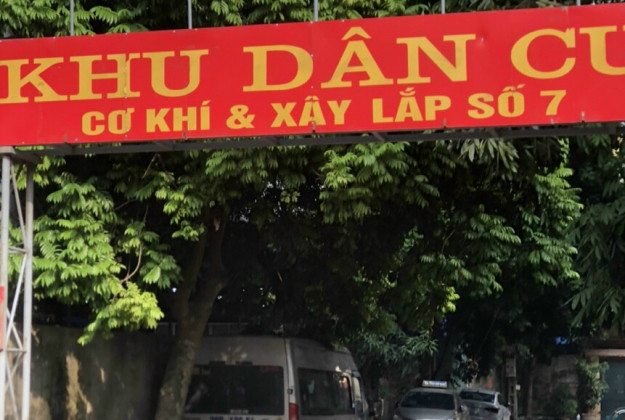 KHU DÂN CƯ
CƠ KHÍ & XÂY LẮP SỐ 7